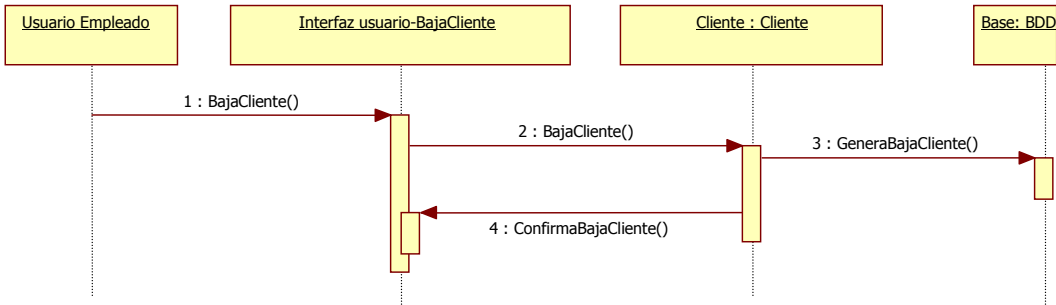 Usuario Empleado
Interfaz usuario-BajaCliente
Cliente : Cliente
Base: BDD
1 : BajaCliente()
2 : BajaCliente()
3 : GeneraBajaCliente()
4 : ConfirmaBajaCliente()